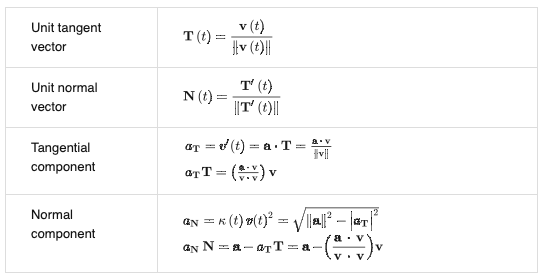 Unit tangent
vector
T (t) = v (t) / ‖v (t)‖
Unit normal
vector
N (t) = T′ (t) / ‖T′ (t)‖
Tangential
component
a_T = v′(t) = a · T = a · v / ‖v‖
a_T T = (a · v / v · v) v
Normal
component
a_N = κ (t) v(t)² = √(‖a‖² − |a_T|²)
a_N N = a − a_T T = a − (a · v / v · v) v